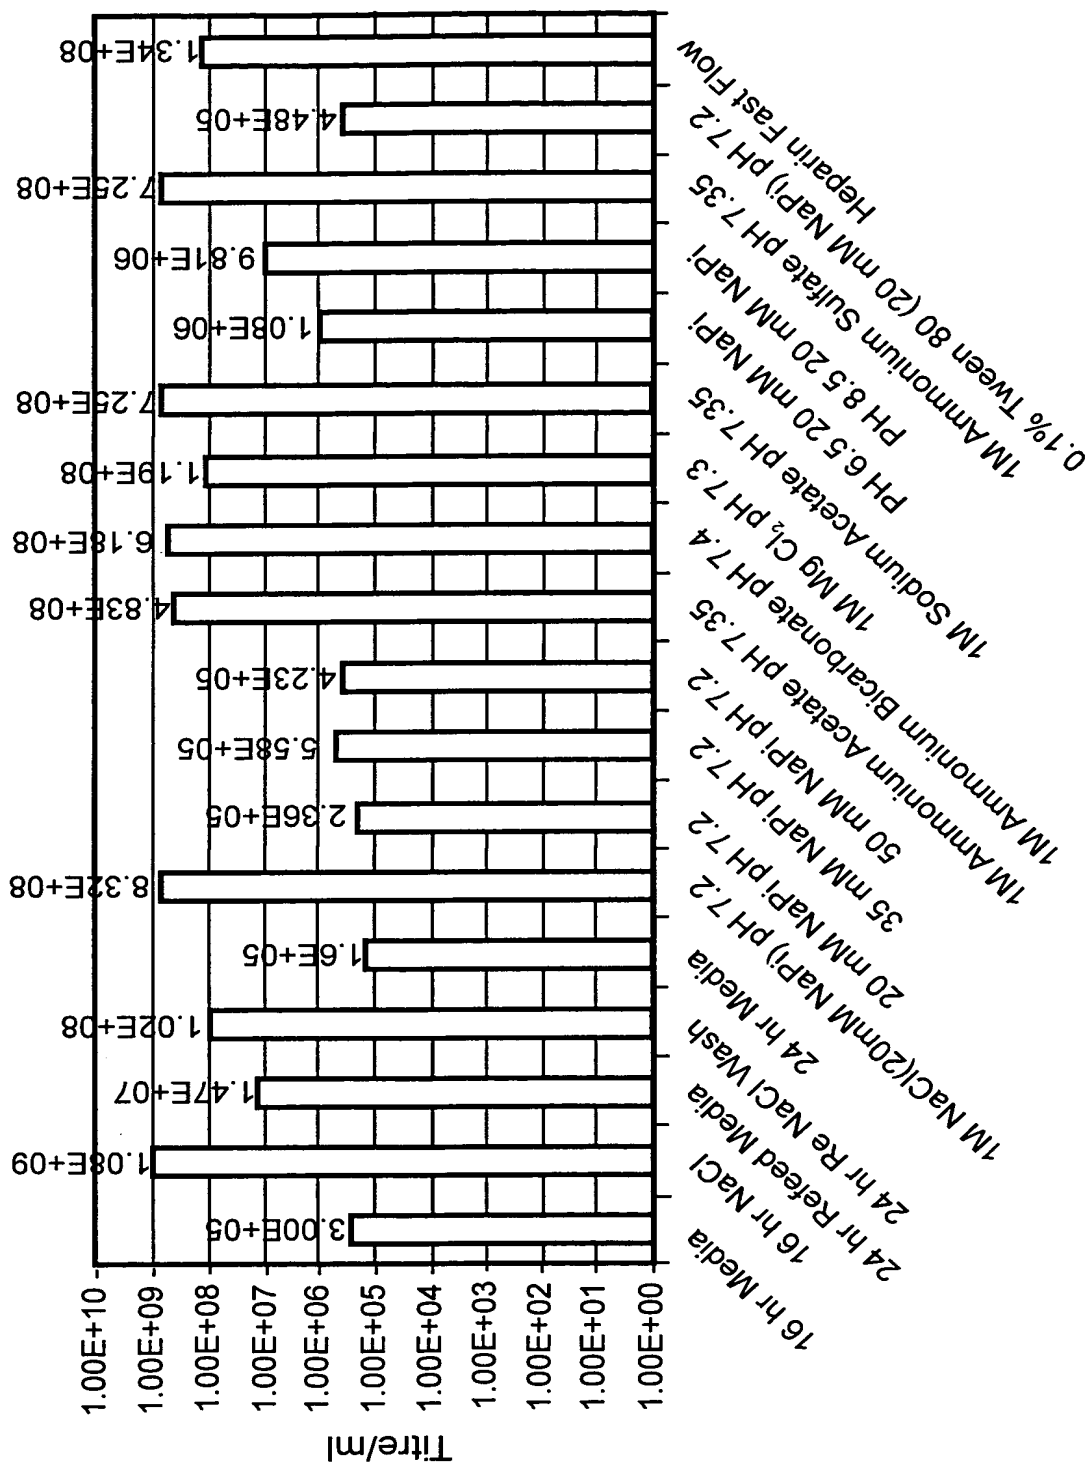 Titre/ml
1.00E+10
1.00E+09
1.00E+08
1.00E+07
1.00E+06
1.00E+05
1.00E+04
1.00E+03
1.00E+02
1.00E+01
1.00E+00
3.00E+05
1.08E+09
1.47E+07
1.02E+08
1.6E+05
8.32E+08
2.36E+05
5.58E+05
4.23E+05
4.83E+08
6.18E+08
1.19E+08
7.25E+08
1.08E+06
9.81E+06
7.25E+08
4.48E+05
1.34E+08
16 hr Media
16 hr NaCl
24 hr Refeed Media
24 hr Re NaCl Wash
24 hr Media
1M NaCl(20mM NaPi) pH 7.2
20 mM NaPi pH 7.2
35 mM NaPi pH 7.2
50 mM NaPi pH 7.2
1M Ammonium Acetate pH 7.35
1M Ammonium Bicarbonate pH 7.4
1M Mg Cl₂ pH 7.3
1M Sodium Acetate pH 7.35
PH 6.5 20 mM NaPi
PH 8.5 20 mM NaPi
1M Ammonium Sulfate pH 7.35
0.1% Tween 80 (20 mM NaPi) pH 7.2
Heparin Fast Flow